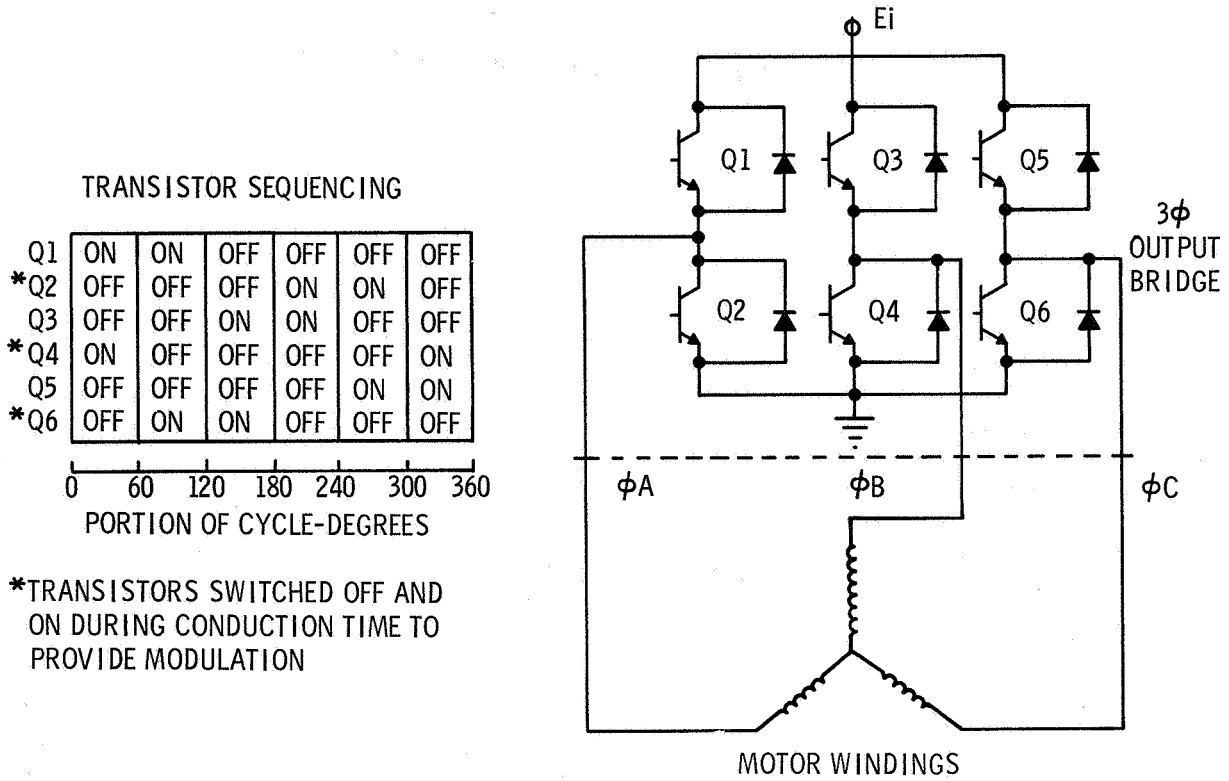 TRANSISTOR SEQUENCING
Q1 ON ON OFF OFF OFF OFF
*Q2 OFF OFF OFF ON ON OFF
Q3 OFF OFF ON ON OFF OFF
*Q4 ON OFF OFF OFF OFF ON
Q5 OFF OFF OFF OFF ON ON
*Q6 OFF ON ON OFF OFF OFF
0 60 120 180 240 300 360
PORTION OF CYCLE-DEGREES
*TRANSISTORS SWITCHED OFF AND
ON DURING CONDUCTION TIME TO
PROVIDE MODULATION
Ei
Q1 Q3 Q5
Q2 Q4 Q6
3ϕ
OUTPUT
BRIDGE
ϕA ϕB ϕC
MOTOR WINDINGS